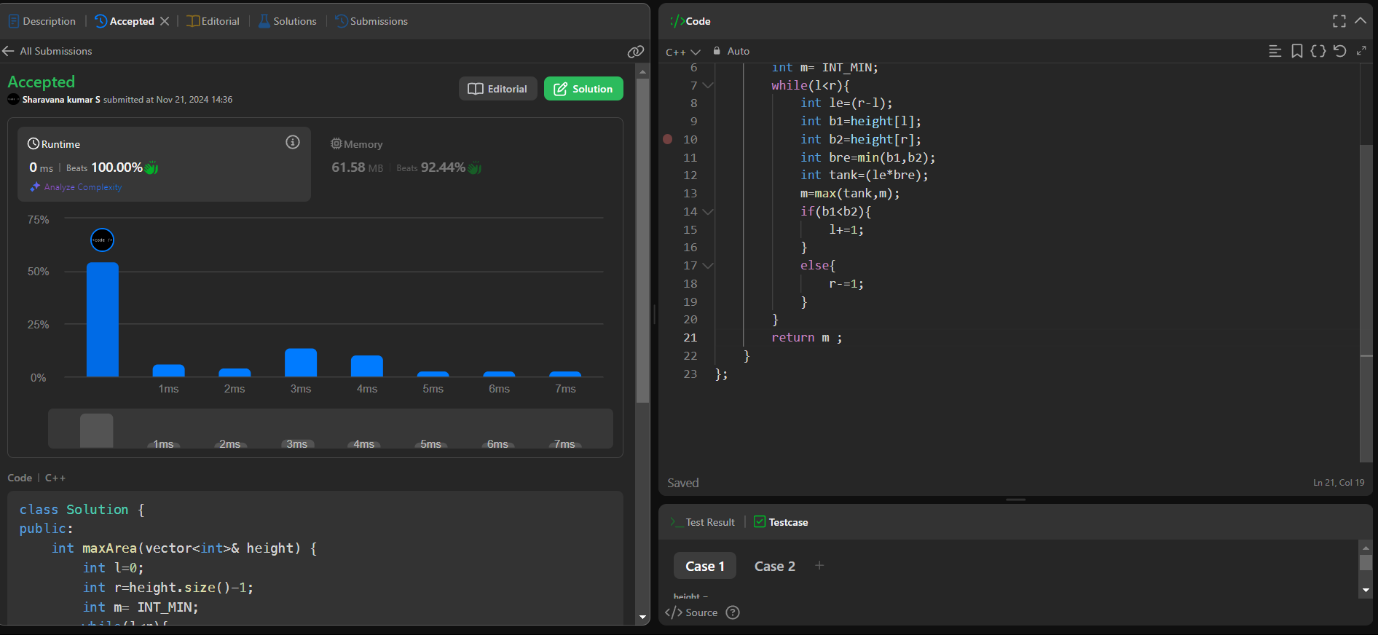 Description | Accepted | Editorial | Solutions | Submissions
All Submissions
Accepted
Sharavana kumar S submitted at Nov 21, 2024 14:36
Editorial
Solution
Runtime
0 ms | Beats 100.00%
Analyze Complexity
Memory
61.58 MB | Beats 92.44%
75%
50%
25%
0%
1ms 2ms 3ms 4ms 5ms 6ms 7ms
1ms 2ms 3ms 4ms 5ms 6ms 7ms
Code | C++
class Solution {
public:
    int maxArea(vector<int>& height) {
        int l=0;
        int r=height.size()-1;
        int m= INT_MIN;
        while(l<r){
</>Code
C++ Auto
6 int m= INT_MIN;
7 while(l<r){
8 int le=(r-l);
9 int b1=height[l];
10 int b2=height[r];
11 int bre=min(b1,b2);
12 int tank=(le*bre);
13 m=max(tank,m);
14 if(b1<b2){
15 l+=1;
16 }
17 else{
18 r-=1;
19 }
20 }
21 return m ;
22 }
23 };
Saved
Ln 21, Col 19
Test Result | Testcase
Case 1 Case 2 +
height =
</> Source ?